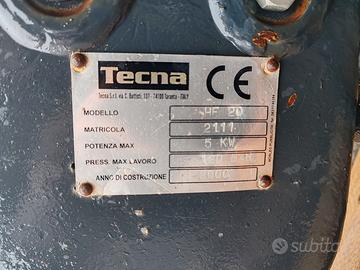 Tecna CE
Tecna S.r.l. via C. Battisti, 107 - 74100 Taranto - ITALY
MODELLO 2D
MATRICOLA 2111
POTENZA MAX 5 KW
PRESS. MAX LAVORO
ANNO DI COSTRUZIONE
subito